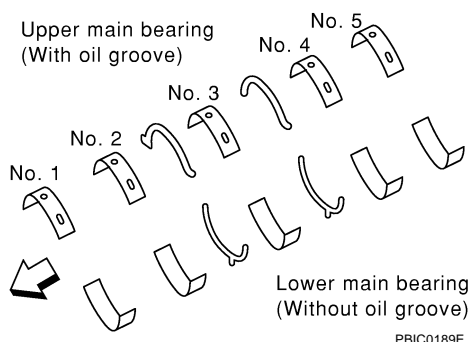 Upper main bearing
(With oil groove)
No. 5
No. 4
No. 3
No. 2
No. 1
Lower main bearing
(Without oil groove)
PBIC0189E